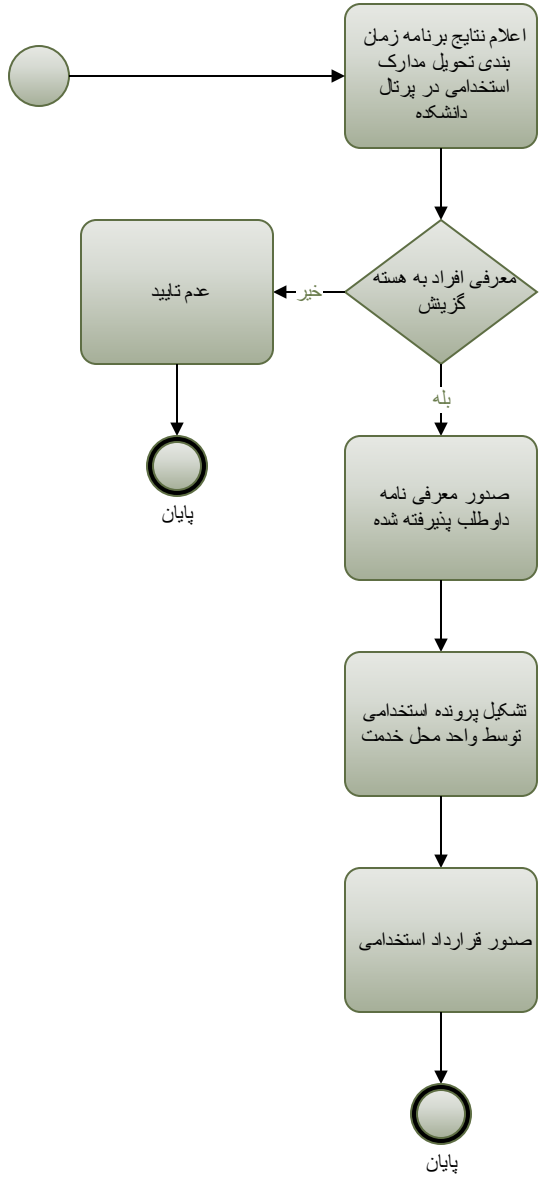 اعلام نتایج برنامه زمان
بندی تحویل مدارک
استخدامی در پرتال
دانشکده
معرفی افراد به هسته
گزینش
خیر
عدم تایید
پایان
بله
صدور معرفی نامه
داوطلب پذیرفته شده
تشکیل پرونده استخدامی
توسط واحد محل خدمت
صدور قرارداد استخدامی
پایان